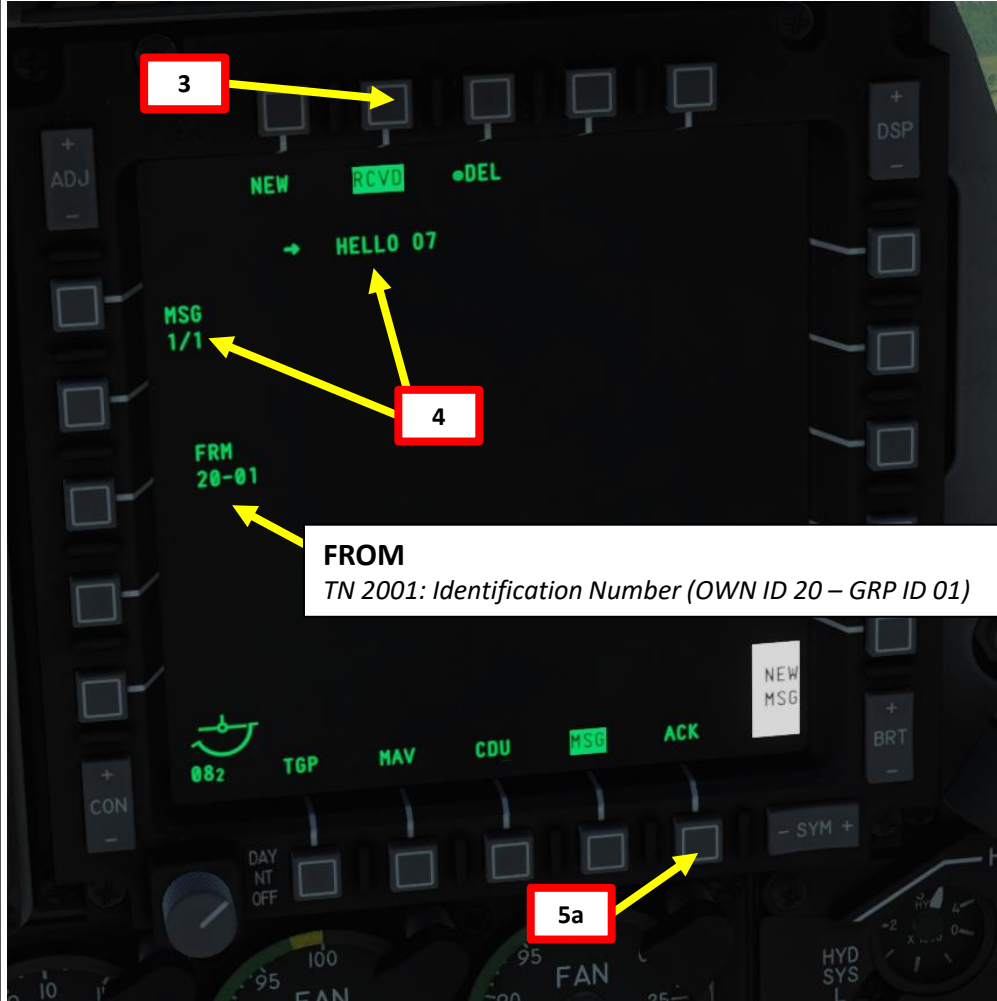 3
+
ADJ
−
+
DSP
−
NEW RCVD DEL
→ HELLO 07
MSG
1/1
4
FRM
20-01
FROM
TN 2001: Identification Number (OWN ID 20 – GRP ID 01)
NEW
MSG
+
BRT
−
082
TGP MAV CDU MSG ACK
+
CON
−
− SYM +
DAY
NT
OFF
5a
HYD
SYS
10
95
100
FAN
95
FAN